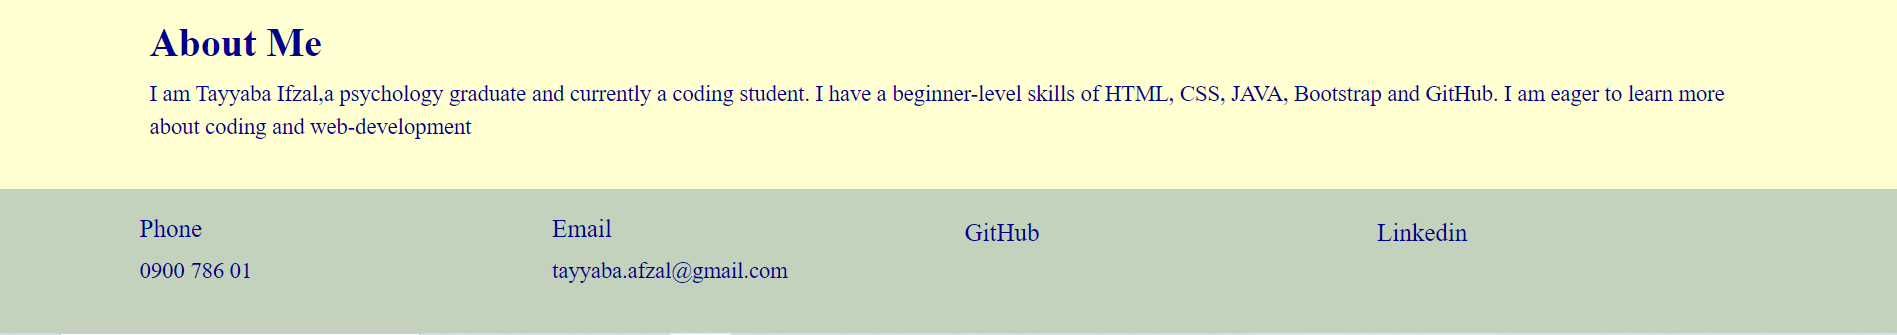 About Me
I am Tayyaba Ifzal,a psychology graduate and currently a coding student. I have a beginner-level skills of HTML, CSS, JAVA, Bootstrap and GitHub. I am eager to learn more
about coding and web-development
Phone
Email
GitHub
Linkedin
0900 786 01
tayyaba.afzal@gmail.com